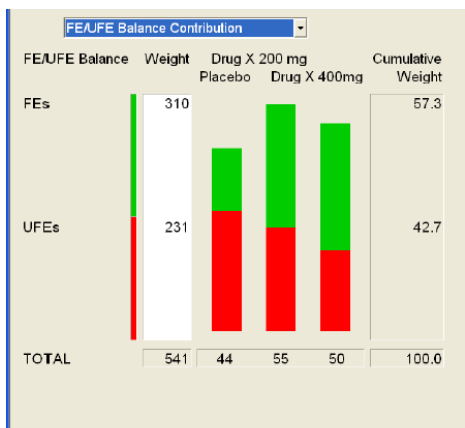 FE/UFE Balance Contribution
FE/UFE Balance Weight Drug X 200 mg Cumulative
Placebo Drug X 400mg Weight
FEs 310 57.3
UFEs 231 42.7
TOTAL 541 44 55 50 100.0